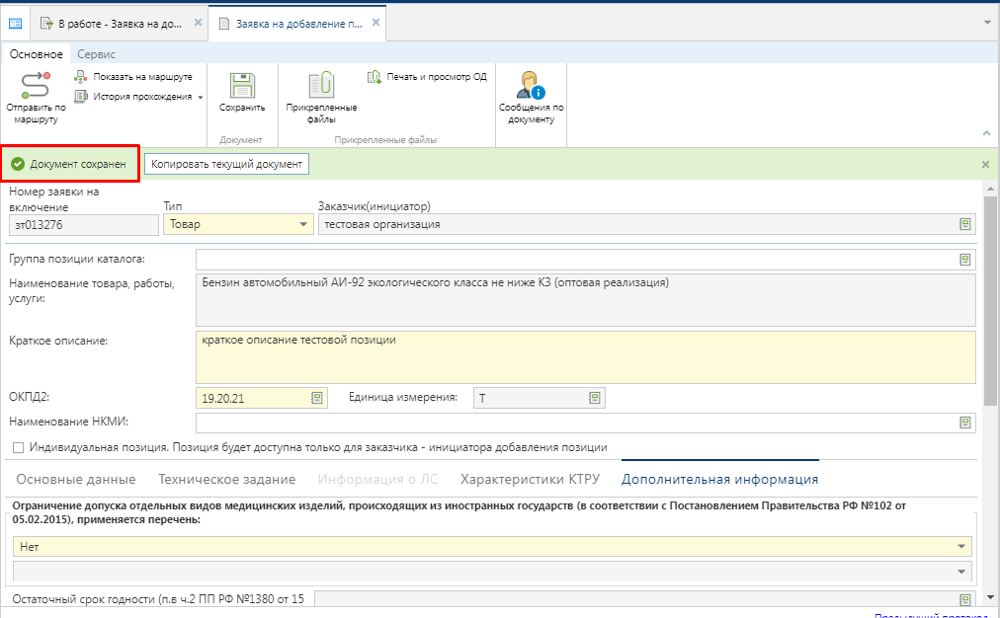 В работе - Заявка на до...
Заявка на добавление п...
Основное Сервис
Отправить по маршруту
Показать на маршруте
История прохождения
Сохранить
Документ
Прикрепленные файлы
Печать и просмотр ОД
Прикрепленные файлы
Сообщения по документу
Документ сохранен
Копировать текущий документ
Номер заявки на включение
зт013276
Тип
Товар
Заказчик(инициатор)
тестовая организация
Группа позиции каталога:
Наименование товара, работы, услуги:
Бензин автомобильный АИ-92 экологического класса не ниже К3 (оптовая реализация)
Краткое описание:
краткое описание тестовой позиции
ОКПД2:
19.20.21
Единица измерения:
Т
Наименование НКМИ:
Индивидуальная позиция. Позиция будет доступна только для заказчика - инициатора добавления позиции
Основные данные Техническое задание Информация о ЛС Характеристики КТРУ Дополнительная информация
Ограничение допуска отдельных видов медицинских изделий, происходящих из иностранных государств (в соответствии с Постановлением Правительства РФ №102 от
05.02.2015), применяется перечень:
Нет
Остаточный срок годности (п.в ч.2 ПП РФ №1380 от 15
Предыдущий протокол